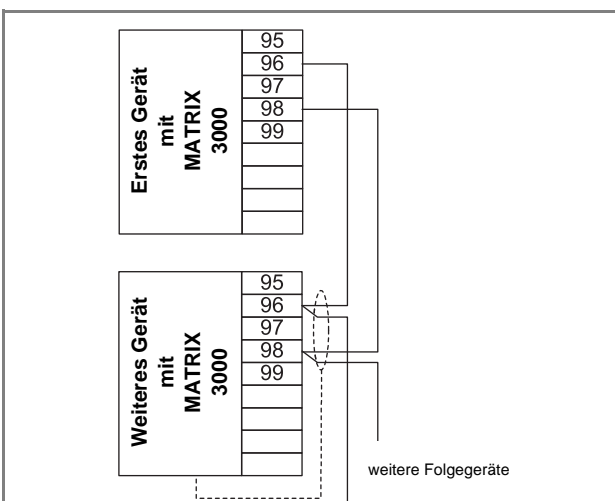 Erstes Gerät
mit
MATRIX
3000
95
96
97
98
99
Weiteres Gerät
mit
MATRIX
3000
95
96
97
98
99
weitere Folgegeräte